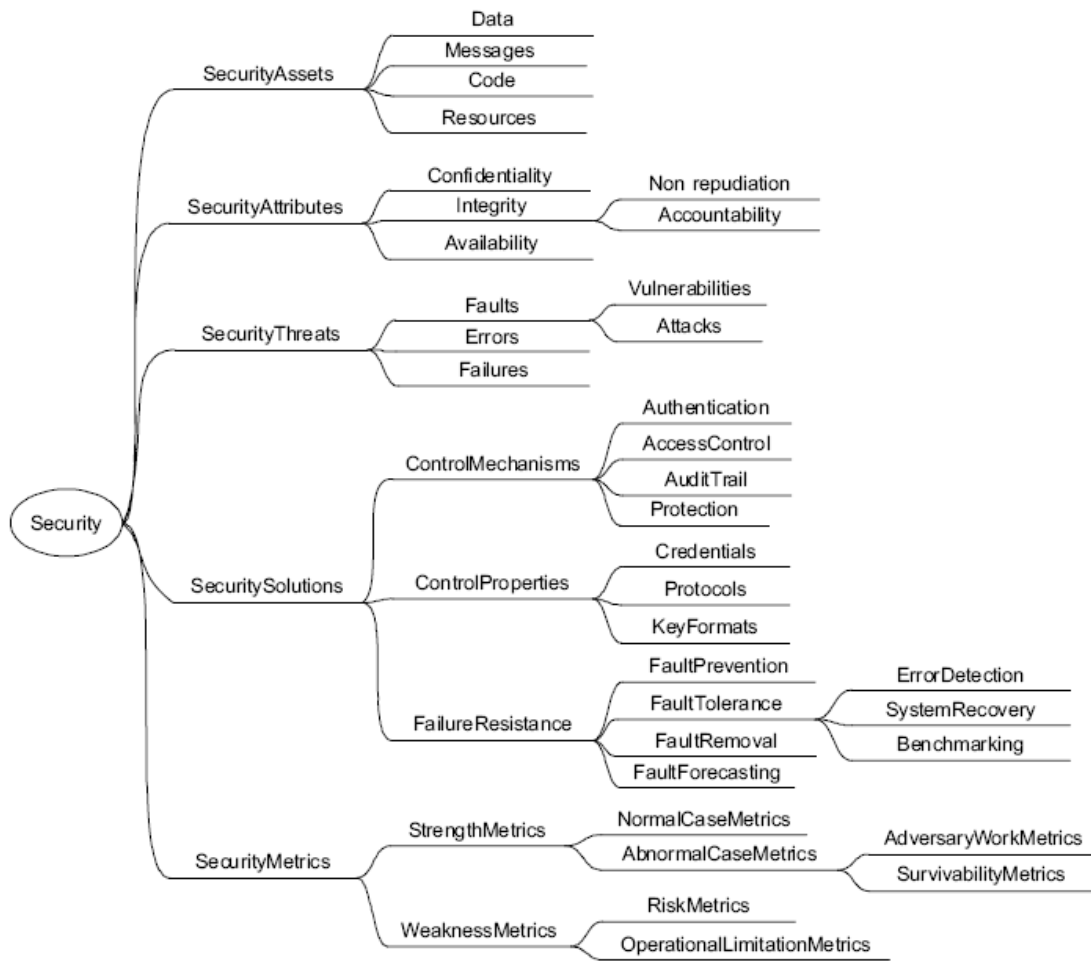 Data
Messages
SecurityAssets
Code
Resources
Confidentiality
Non repudiation
SecurityAttributes
Integrity
Accountability
Availability
Vulnerabilities
Faults
SecurityThreats
Errors
Attacks
Failures
Authentication
ControlMechanisms
AccessControl
AuditTrail
Protection
Security
Credentials
SecuritySolutions
ControlProperties
Protocols
KeyFormats
FaultPrevention
ErrorDetection
FailureResistance
FaultTolerance
SystemRecovery
FaultRemoval
Benchmarking
FaultForecasting
NormalCaseMetrics
StrengthMetrics
AbnormalCaseMetrics
AdversaryWorkMetrics
SecurityMetrics
SurvivabilityMetrics
RiskMetrics
WeaknessMetrics
OperationalLimitationMetrics